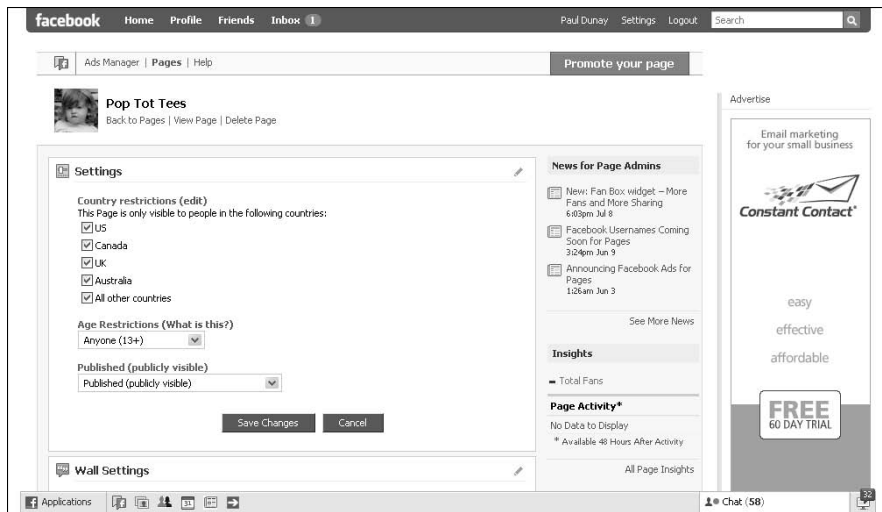 facebook Home Profile Friends Inbox 1 Paul Dunay Settings Logout Search
Ads Manager | Pages | Help Promote your page
Pop Tot Tees
Back to Pages | View Page | Delete Page
Settings
Country restrictions (edit)
This Page is only visible to people in the following countries:
US
Canada
UK
Australia
All other countries
Age Restrictions (What is this?)
Anyone (13+)
Published (publicly visible)
Published (publicly visible)
Save Changes Cancel
Wall Settings
News for Page Admins
New: Fan Box widget – More
Fans and More Sharing
6:03pm Jul 8
Facebook Usernames Coming
Soon for Pages
3:24pm Jun 9
Announcing Facebook Ads for
Pages
1:26am Jun 3
See More News
Insights
Total Fans
Page Activity*
No Data to Display
* Available 48 Hours After Activity
All Page Insights
Advertise
Email marketing
for your small business
Constant Contact®
easy
effective
affordable
FREE
60 DAY TRIAL
Applications 31 Chat (58) 32